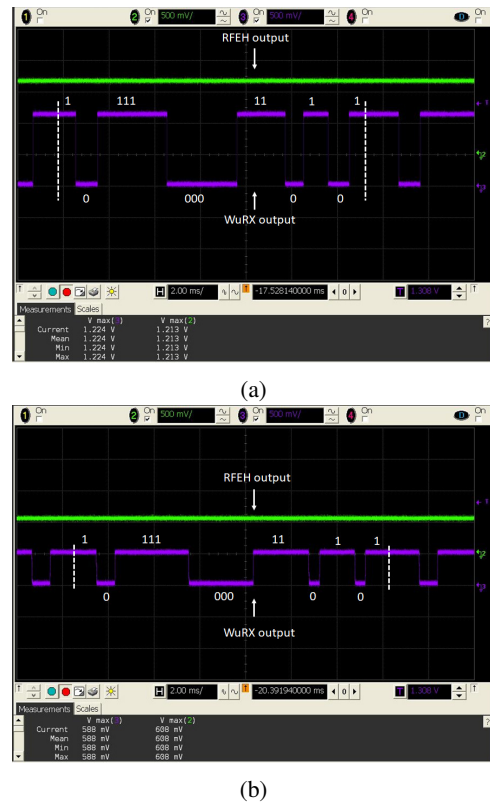 1 On 2 On 500 mV/ 3 On 500 mV/ 4 On D
RFEH output
1 111 11 1 1
0 000 0 0
WuRX output
H 2.00 ms/ -17.528140000 ms 0 T 1.308 V
Measurements Scales
V max(3) V max(2)
Current 1.224 V 1.213 V
Mean 1.224 V 1.213 V
Min 1.224 V 1.213 V
Max 1.224 V 1.213 V
(a)
1 On 2 On 500 mV/ 3 On 500 mV/ 4 On D
RFEH output
1 111 11 1 1
0 000 0 0
WuRX output
H 2.00 ms/ -20.391940000 ms 0 T 1.308 V
Measurements Scales
V max(3) V max(2)
Current 588 mV 608 mV
Mean 588 mV 608 mV
Min 588 mV 608 mV
Max 588 mV 608 mV
(b)